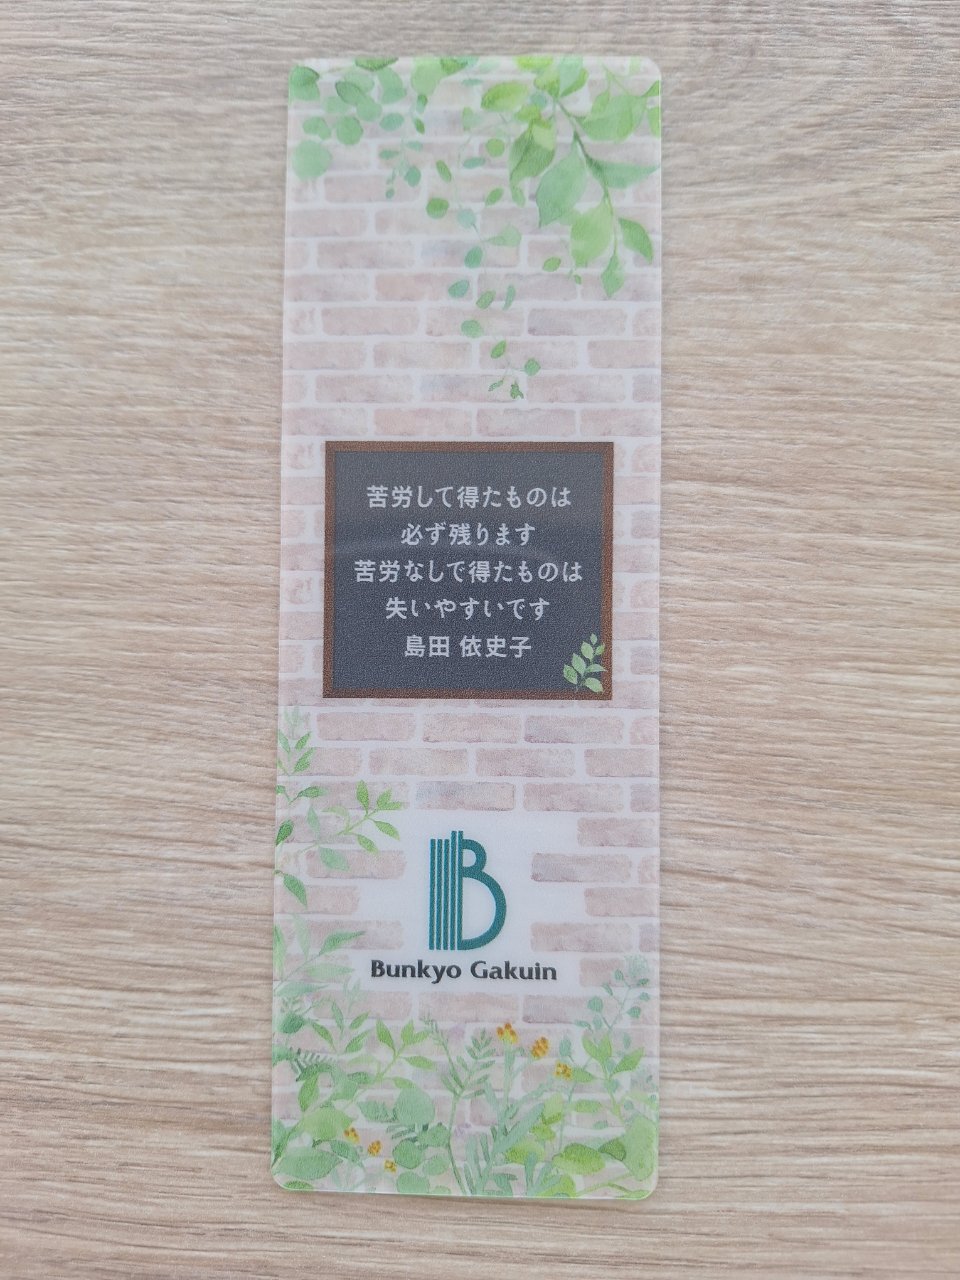 苦労して得たものは
必ず残ります
苦労なしで得たものは
失いやすいです
島田 依史子
B
Bunkyo Gakuin